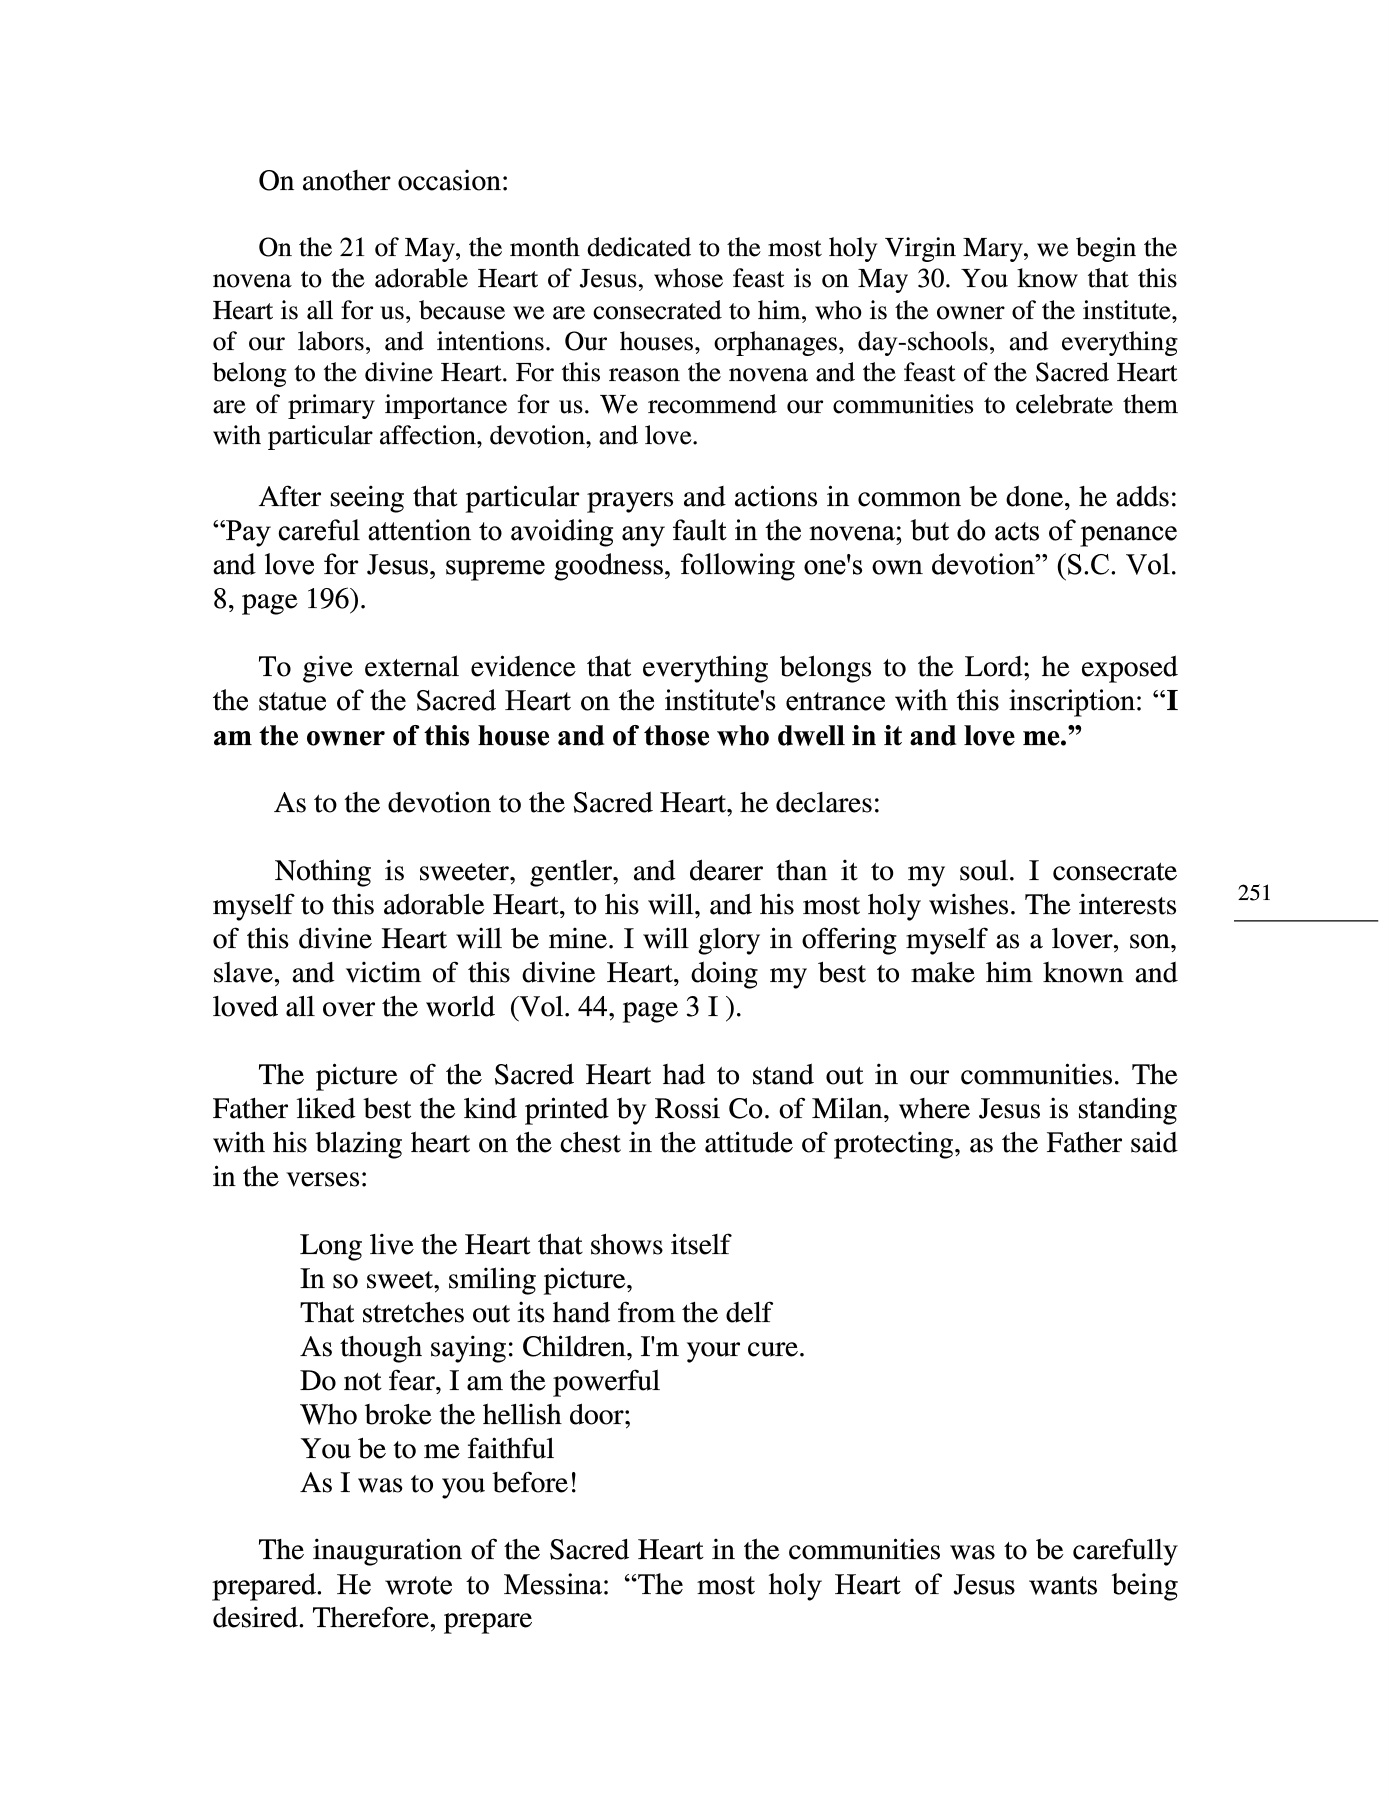 On another occasion:
On the 21 of May, the month dedicated to the most holy Virgin Mary, we begin the
novena to the adorable Heart of Jesus, whose feast is on May 30. You know that this
Heart is all for us, because we are consecrated to him, who is the owner of the institute,
of our labors, and intentions. Our houses, orphanages, day-schools, and everything
belong to the divine Heart. For this reason the novena and the feast of the Sacred Heart
are of primary importance for us. We recommend our communities to celebrate them
with particular affection, devotion, and love.
After seeing that particular prayers and actions in common be done, he adds:
“Pay careful attention to avoiding any fault in the novena; but do acts of penance
and love for Jesus, supreme goodness, following one's own devotion” (S.C. Vol.
8, page 196).
To give external evidence that everything belongs to the Lord; he exposed
the statue of the Sacred Heart on the institute's entrance with this inscription: “I
am the owner of this house and of those who dwell in it and love me.”
As to the devotion to the Sacred Heart, he declares:
Nothing is sweeter, gentler, and dearer than it to my soul. I consecrate
myself to this adorable Heart, to his will, and his most holy wishes. The interests
of this divine Heart will be mine. I will glory in offering myself as a lover, son,
slave, and victim of this divine Heart, doing my best to make him known and
loved all over the world  (Vol. 44, page 3 I ).
251
The picture of the Sacred Heart had to stand out in our communities. The
Father liked best the kind printed by Rossi Co. of Milan, where Jesus is standing
with his blazing heart on the chest in the attitude of protecting, as the Father said
in the verses:
Long live the Heart that shows itself
In so sweet, smiling picture,
That stretches out its hand from the delf
As though saying: Children, I'm your cure.
Do not fear, I am the powerful
Who broke the hellish door;
You be to me faithful
As I was to you before!
The inauguration of the Sacred Heart in the communities was to be carefully
prepared. He wrote to Messina: “The most holy Heart of Jesus wants being
desired. Therefore, prepare